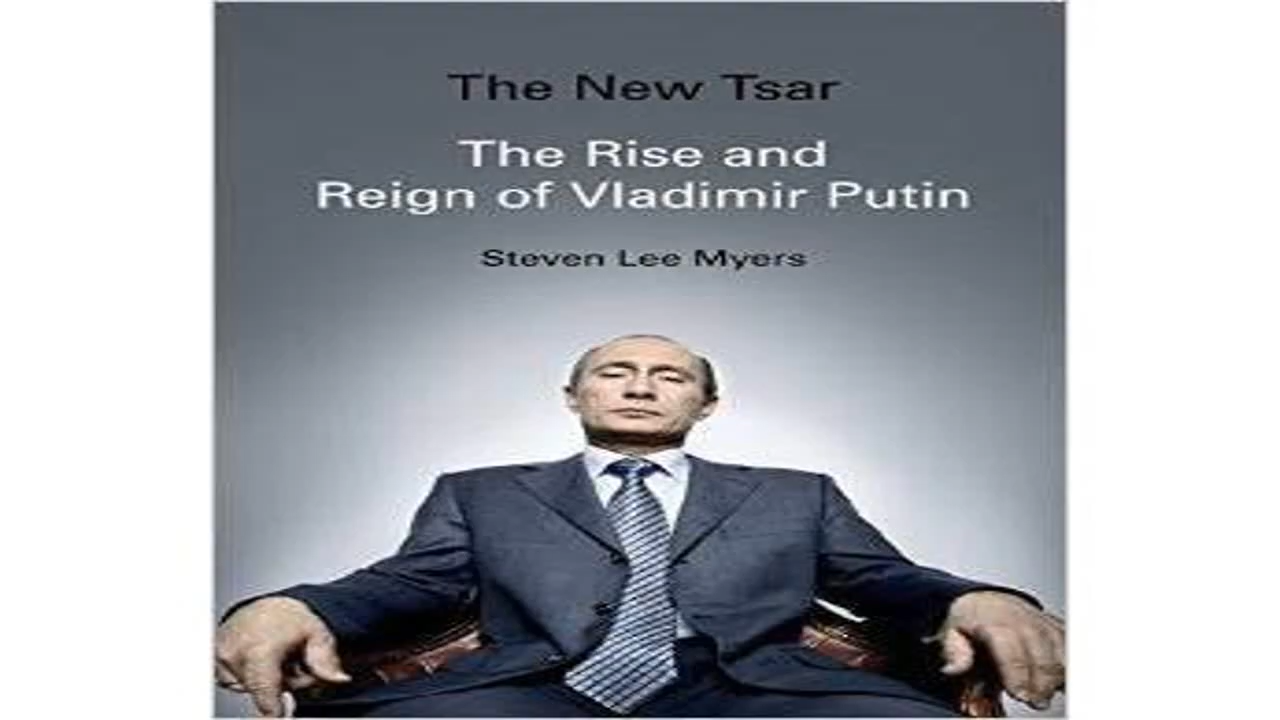 The New Tsar
The Rise and
Reign of Vladimir Putin
Steven Lee Myers